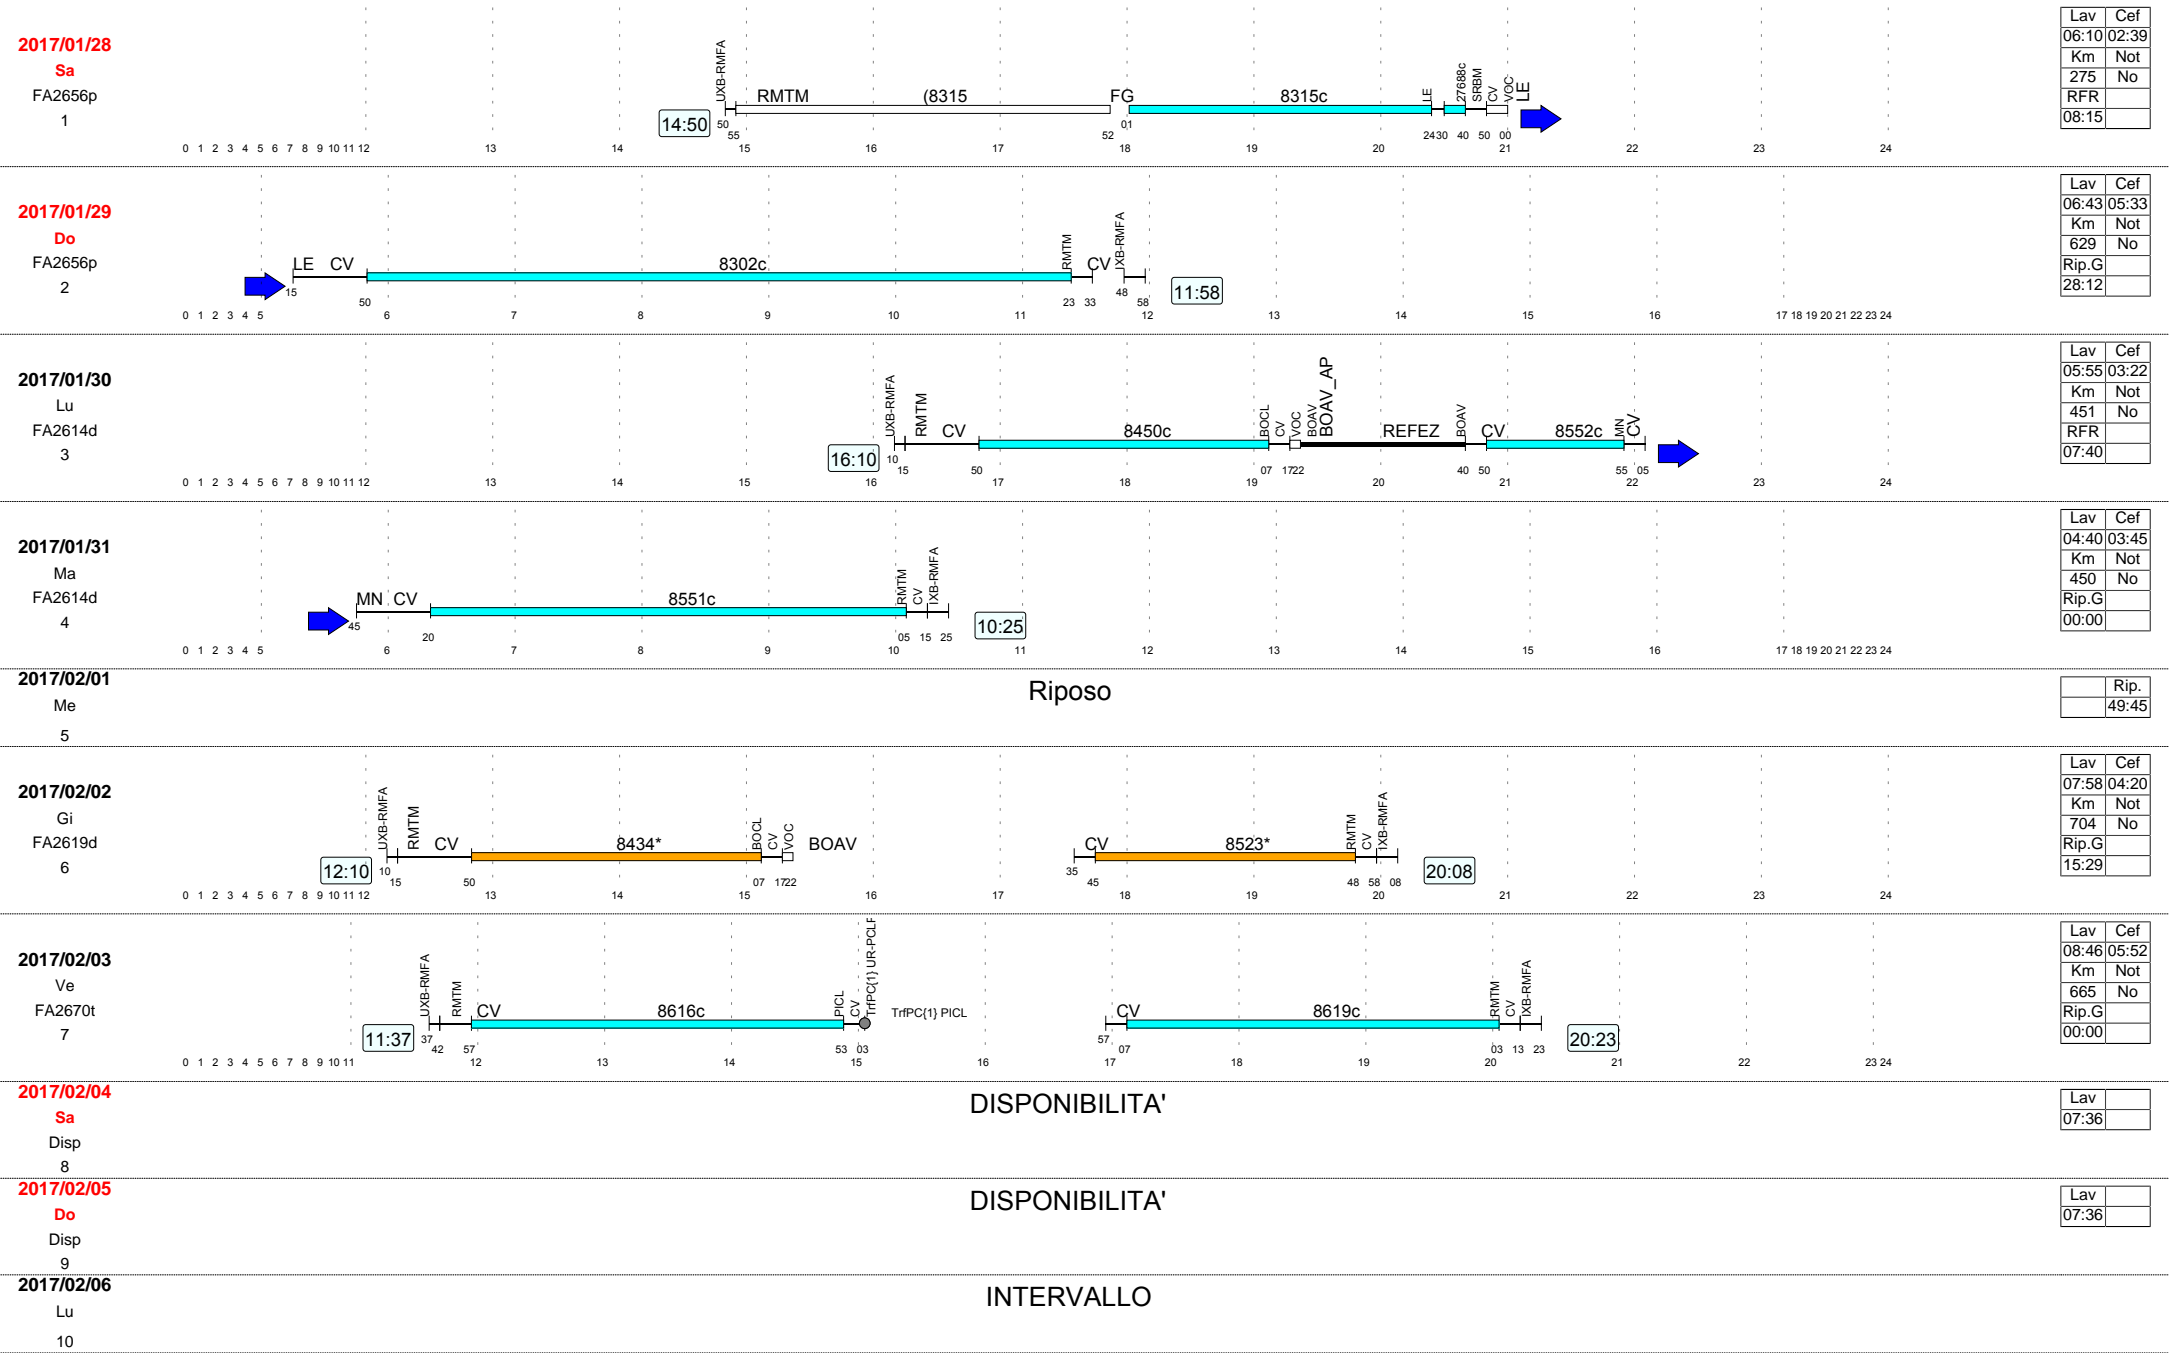 2017/01/28
Sa
FA2656p
1
14:50
UXB-RMFA
RMTM
(8315
FG
8315c
LE
27688c
SRBM
CV
VOC
LE
50
55
52
01
24 30
40
50
00
0 1 2 3 4 5 6 7 8 9 10 11 12 13 14 15 16 17 18 19 20 21 22 23 24
Lav Cef
06:10 02:39
Km Not
275 No
RFR
08:15
2017/01/29
Do
FA2656p
2
LE CV
8302c
RMTM
CV
IXB-RMFA
11:58
15
50
23 33
48
58
0 1 2 3 4 5 6 7 8 9 10 11 12 13 14 15 16 17 18 19 20 21 22 23 24
Lav Cef
06:43 05:33
Km Not
629 No
Rip.G
28:12
2017/01/30
Lu
FA2614d
3
16:10
UXB-RMFA
RMTM
CV
8450c
BOCL
CV
VOC
BOAV
BOAV_AP
REFEZ
BOAV
CV
8552c
MN
CV
10
15
50
07
17 22
40 50
55 05
0 1 2 3 4 5 6 7 8 9 10 11 12 13 14 15 16 17 18 19 20 21 22 23 24
Lav Cef
05:55 03:22
Km Not
451 No
RFR
07:40
2017/01/31
Ma
FA2614d
4
MN CV
8551c
RMTM
CV
IXB-RMFA
10:25
45
20
05 15 25
0 1 2 3 4 5 6 7 8 9 10 11 12 13 14 15 16 17 18 19 20 21 22 23 24
Lav Cef
04:40 03:45
Km Not
450 No
Rip.G
00:00
2017/02/01
Me
5
Riposo
Rip.
49:45
2017/02/02
Gi
FA2619d
6
12:10
UXB-RMFA
RMTM
CV
8434*
BOCL
CV
VOC
BOAV
CV
8523*
RMTM
CV
IXB-RMFA
20:08
10
15
50
07
17 22
35
45
48 58 08
0 1 2 3 4 5 6 7 8 9 10 11 12 13 14 15 16 17 18 19 20 21 22 23 24
Lav Cef
07:58 04:20
Km Not
704 No
Rip.G
15:29
2017/02/03
Ve
FA2670t
7
11:37
UXB-RMFA
RMTM
CV
8616c
PICL
CV
TrfPC{1} PICL
CV
8619c
RMTM
CV
IXB-RMFA
20:23
37
42
57
53 03
57
07
03 13 23
0 1 2 3 4 5 6 7 8 9 10 11 12 13 14 15 16 17 18 19 20 21 22 23 24
Lav Cef
08:46 05:52
Km Not
665 No
Rip.G
00:00
2017/02/04
Sa
Disp
8
DISPONIBILITA'
Lav
07:36
2017/02/05
Do
Disp
9
DISPONIBILITA'
Lav
07:36
2017/02/06
Lu
10
INTERVALLO